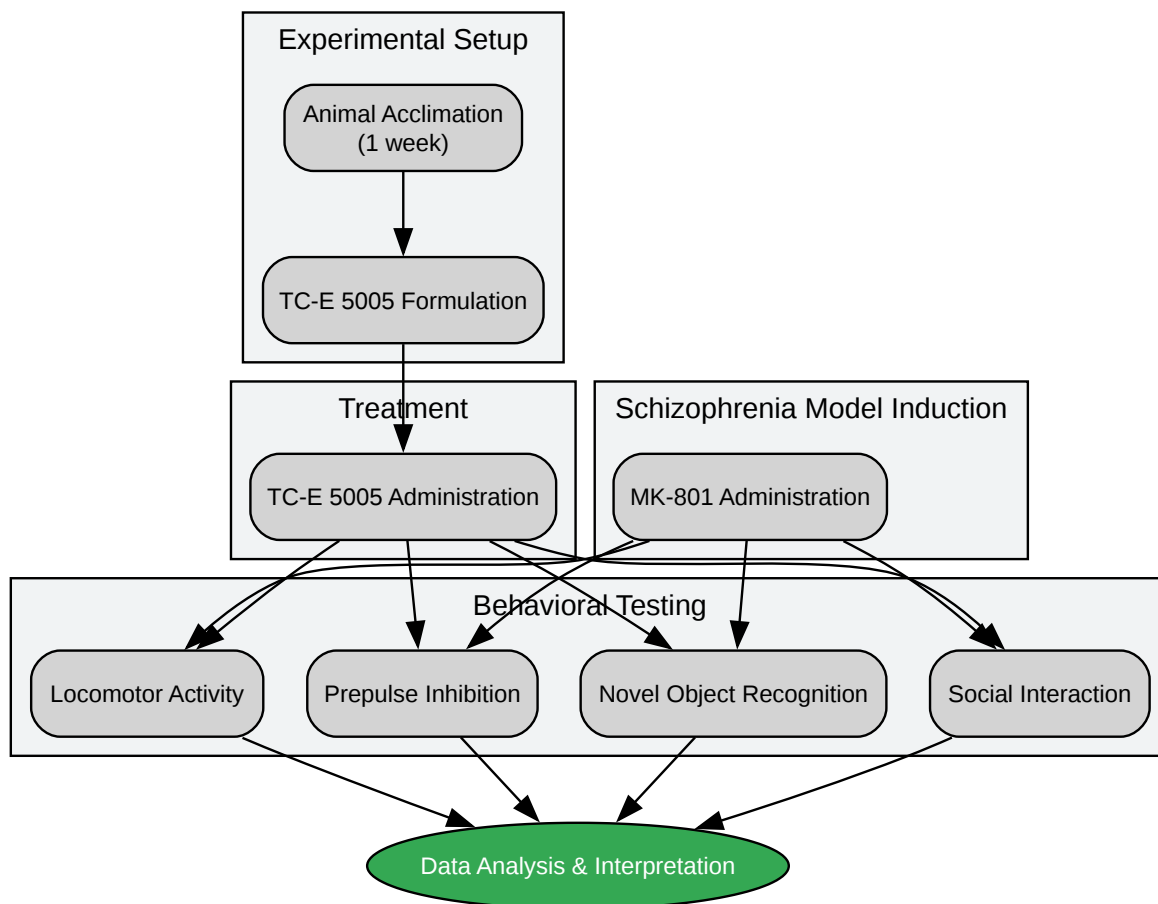 Experimental Setup
Animal Acclimation
(1 week)
TC-E 5005 Formulation
Treatment
Schizophrenia Model Induction
TC-E 5005 Administration
MK-801 Administration
Behavioral Testing
Locomotor Activity
Prepulse Inhibition
Novel Object Recognition
Social Interaction
Data Analysis & Interpretation